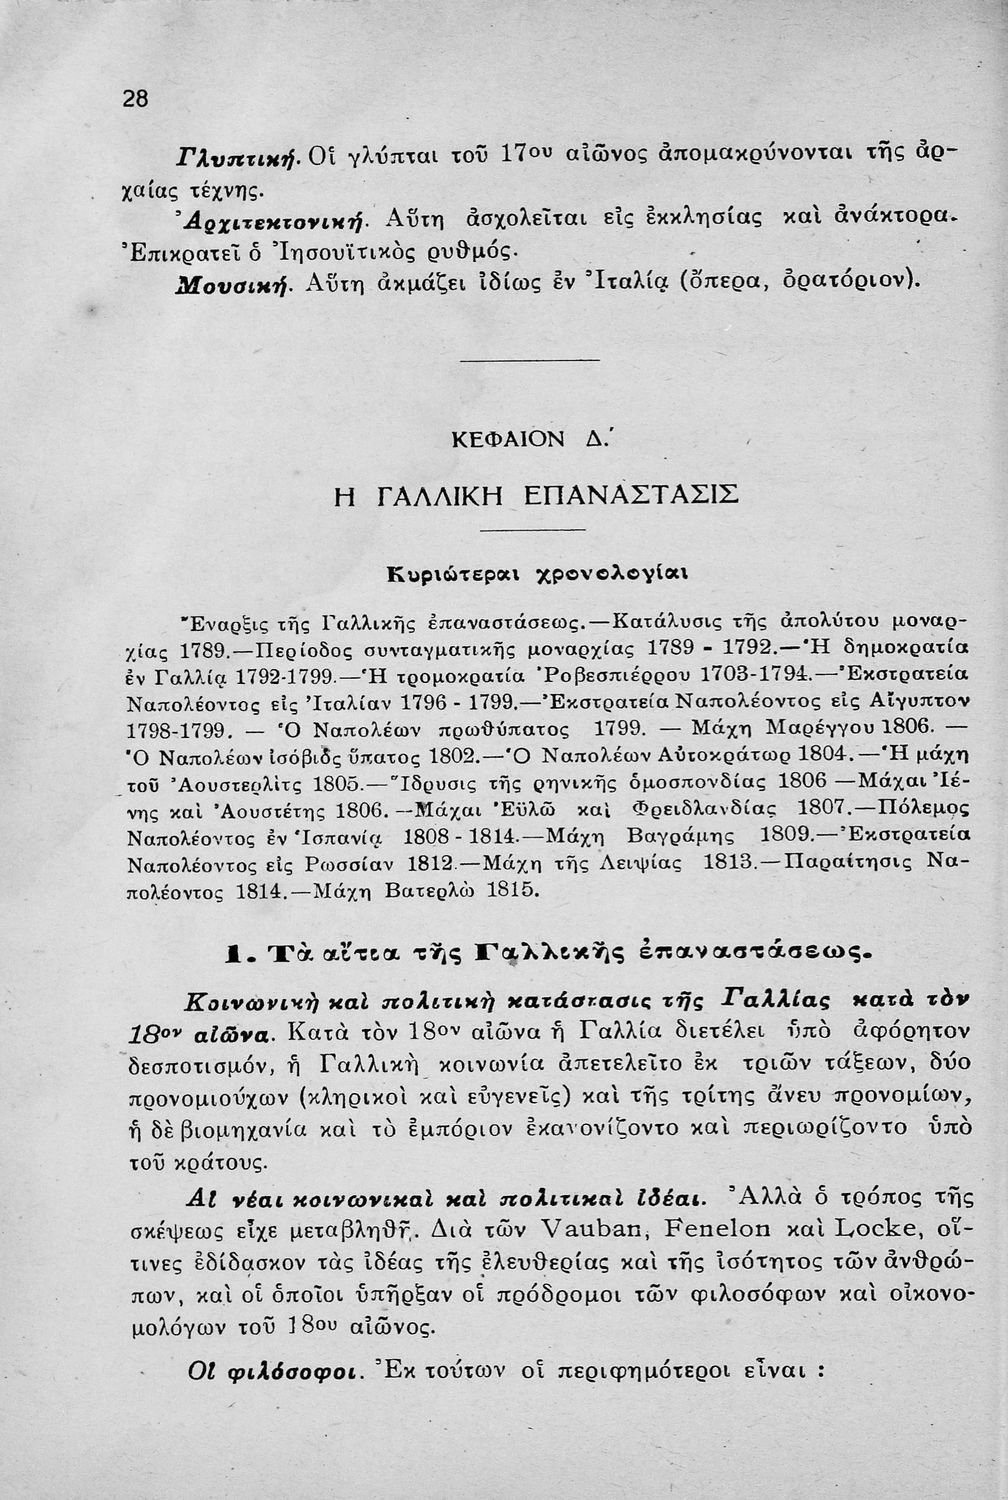 28
Γλυπτική. Οἱ γλύπται τοῦ 17ου αἰῶνος ἀπομακρύνονται τῆς ἀρ-
χαίας τέχνης.
Ἀρχιτεκτονική. Αὕτη ἀσχολεῖται εἰς ἐκκλησίας καὶ ἀνάκτορα.
Ἐπικρατεῖ ὁ Ἰησουϊτικὸς ρυθμός.
Μουσική. Αὕτη ἀκμάζει ἰδίως ἐν Ἰταλίᾳ (ὄπερα, ὀρατόριον).
ΚΕΦΑΙΟΝ Δ.΄
Η ΓΑΛΛΙΚΗ ΕΠΑΝΑΣΤΑΣΙΣ
Κυριώτεραι χρονολογίαι
Ἔναρξις τῆς Γαλλικῆς ἐπαναστάσεως.—Κατάλυσις τῆς ἀπολύτου μοναρ-
χίας 1789.—Περίοδος συνταγματικῆς μοναρχίας 1789 - 1792.—Ἡ δημοκρατία
ἐν Γαλλίᾳ 1792-1799.—Ἡ τρομοκρατία Ῥοβεσπιέρρου 1703-1794.—Ἐκστρατεία
Ναπολέοντος εἰς Ἰταλίαν 1796 - 1799.—Ἐκστρατεία Ναπολέοντος εἰς Αἴγυπτον
1798-1799. — Ὁ Ναπολέων πρωθύπατος 1799. — Μάχη Μαρέγγου 1806. —
Ὁ Ναπολέων ἰσόβιδς ὕπατος 1802.—Ὁ Ναπολέων Αὐτοκράτωρ 1804.—Ἡ μάχη
τοῦ Ἀουστερλὶτς 1805.—Ἵδρυσις τῆς ρηνικῆς ὁμοσπονδίας 1806 —Μάχαι Ἰέ-
νης καὶ Ἀουστέτης 1806.—Μάχαι Ἐϋλῶ καὶ Φρειδλανδίας 1807.—Πόλεμος
Ναπολέοντος ἐν Ἱσπανίᾳ 1808 - 1814.—Μάχη Βαγράμης 1809.—Ἐκστρατεία
Ναπολέοντος εἰς Ρωσσίαν 1812.—Μάχη τῆς Λειψίας 1813.—Παραίτησις Να-
πολέοντος 1814.—Μάχη Βατερλὼ 1815.
1. Τὰ αἴτια τῆς Γαλλικῆς ἐπαναστάσεως.
Κοινωνικὴ καὶ πολιτικὴ κατάστασις τῆς Γαλλίας κατὰ τὸν
18ον αἰῶνα. Κατὰ τὸν 18ον αἰῶνα ἡ Γαλλία διετέλει ὑπὸ ἀφόρητον
δεσποτισμόν, ἡ Γαλλικὴ κοινωνία ἀπετελεῖτο ἐκ τριῶν τάξεων, δύο
προνομιούχων (κληρικοὶ καὶ εὐγενεῖς) καὶ τῆς τρίτης ἄνευ προνομίων,
ἡ δὲ βιομηχανία καὶ τὸ ἐμπόριον ἐκανονίζοντο καὶ περιωρίζοντο ὑπὸ
τοῦ κράτους.
Αἱ νέαι κοινωνικαὶ καὶ πολιτικαὶ ἰδέαι. Ἀλλὰ ὁ τρόπος τῆς
σκέψεως εἶχε μεταβληθῆ. Διὰ τῶν Vauban, Fenelon καὶ Locke, οἵ-
τινες ἐδίδασκον τὰς ἰδέας τῆς ἐλευθερίας καὶ τῆς ἰσότητος τῶν ἀνθρώ-
πων, καὶ οἱ ὁποῖοι ὑπῆρξαν οἱ πρόδρομοι τῶν φιλοσόφων καὶ οἰκονο-
μολόγων τοῦ 18ου αἰῶνος.
Οἱ φιλόσοφοι. Ἐκ τούτων οἱ περιφημότεροι εἶναι :